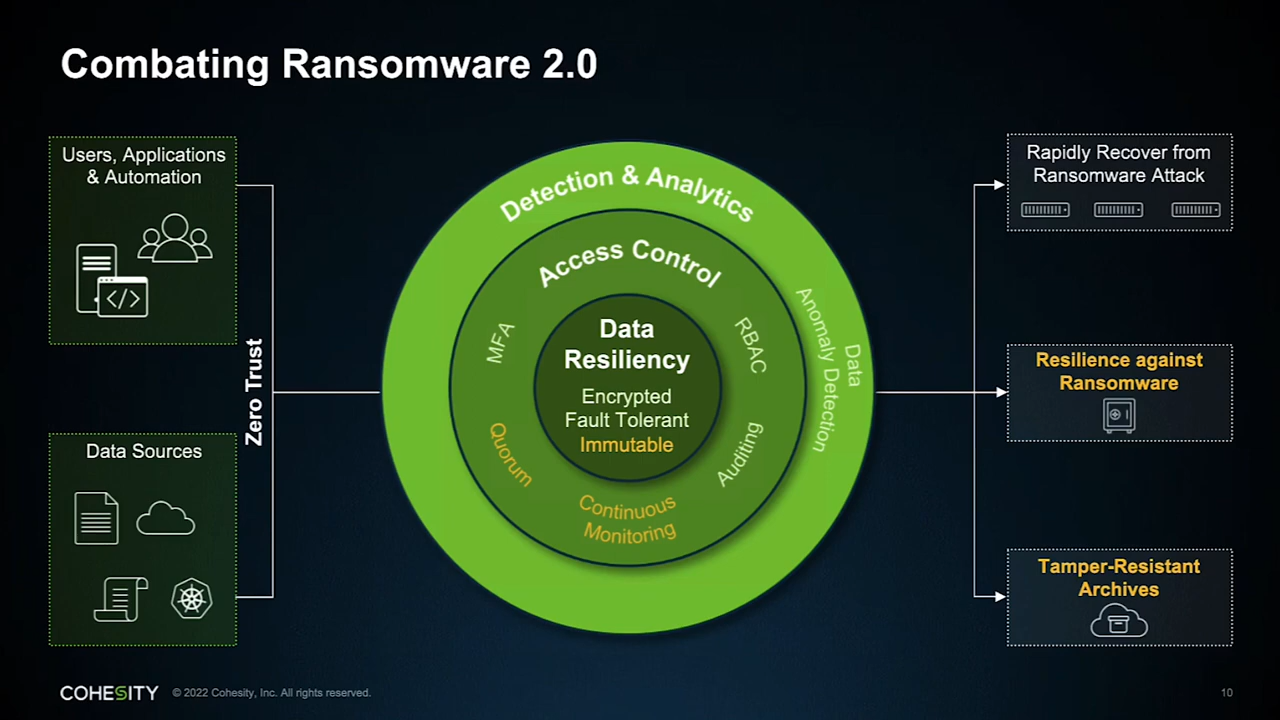 Combating Ransomware 2.0
Users, Applications
& Automation
</>
Zero Trust
Data Sources
Detection & Analytics
Data
Anomaly Detection
Access Control
MFA
RBAC
Quorum
Auditing
Continuous
Monitoring
Data
Resiliency
Encrypted
Fault Tolerant
Immutable
Rapidly Recover from
Ransomware Attack
Resilience against
Ransomware
Tamper-Resistant
Archives
COHESITY © 2022 Cohesity, Inc. All rights reserved.
10